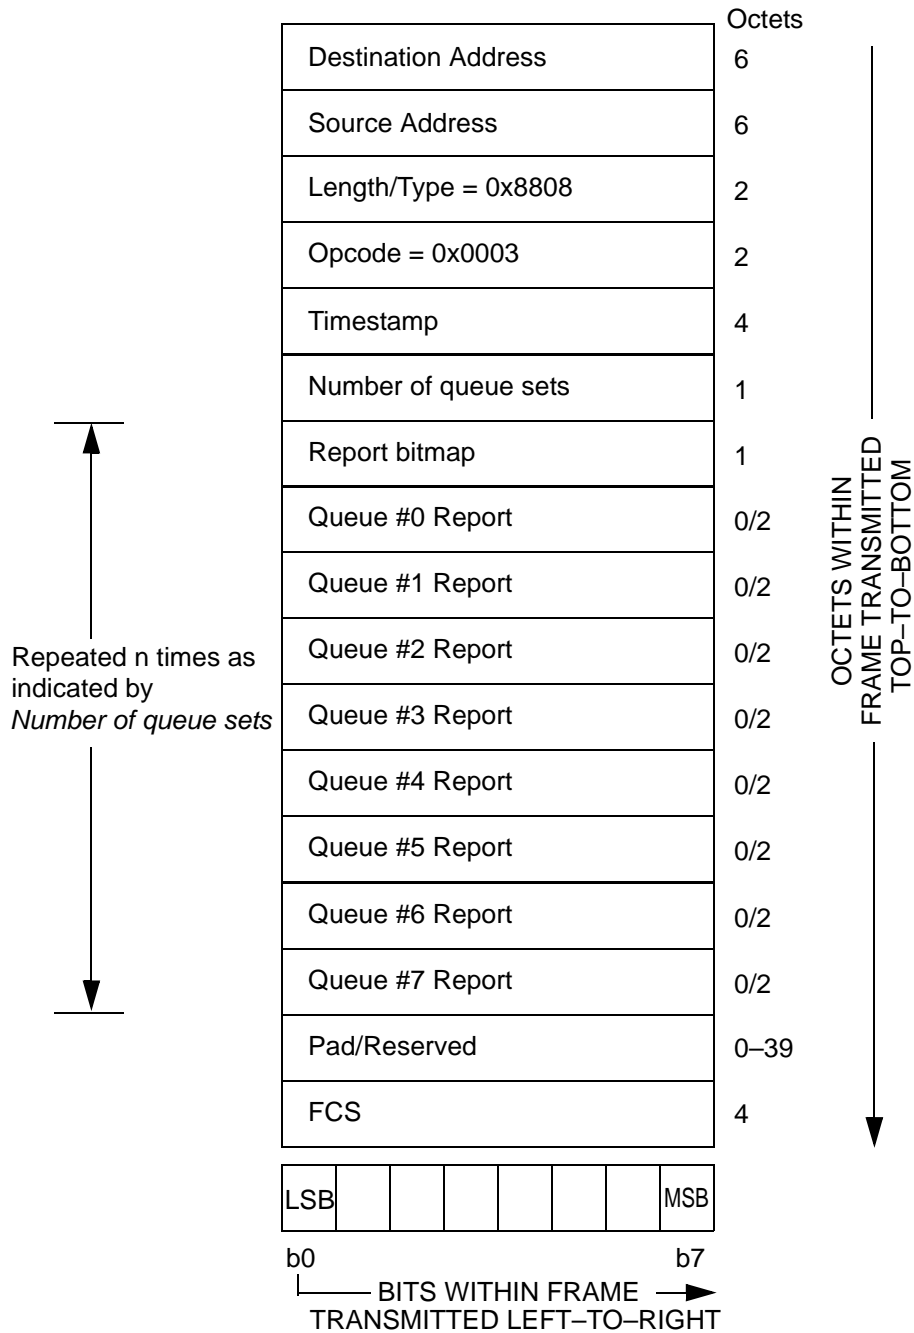 Octets
Destination Address 6
Source Address 6
Length/Type = 0x8808 2
Opcode = 0x0003 2
Timestamp 4
Number of queue sets 1
Report bitmap 1
Queue #0 Report 0/2
Queue #1 Report 0/2
Queue #2 Report 0/2
Queue #3 Report 0/2
Queue #4 Report 0/2
Queue #5 Report 0/2
Queue #6 Report 0/2
Queue #7 Report 0/2
Pad/Reserved 0–39
FCS 4
Repeated n times as
indicated by
Number of queue sets
OCTETS WITHIN
FRAME TRANSMITTED
TOP–TO–BOTTOM
LSB MSB
b0 b7
BITS WITHIN FRAME
TRANSMITTED LEFT–TO–RIGHT